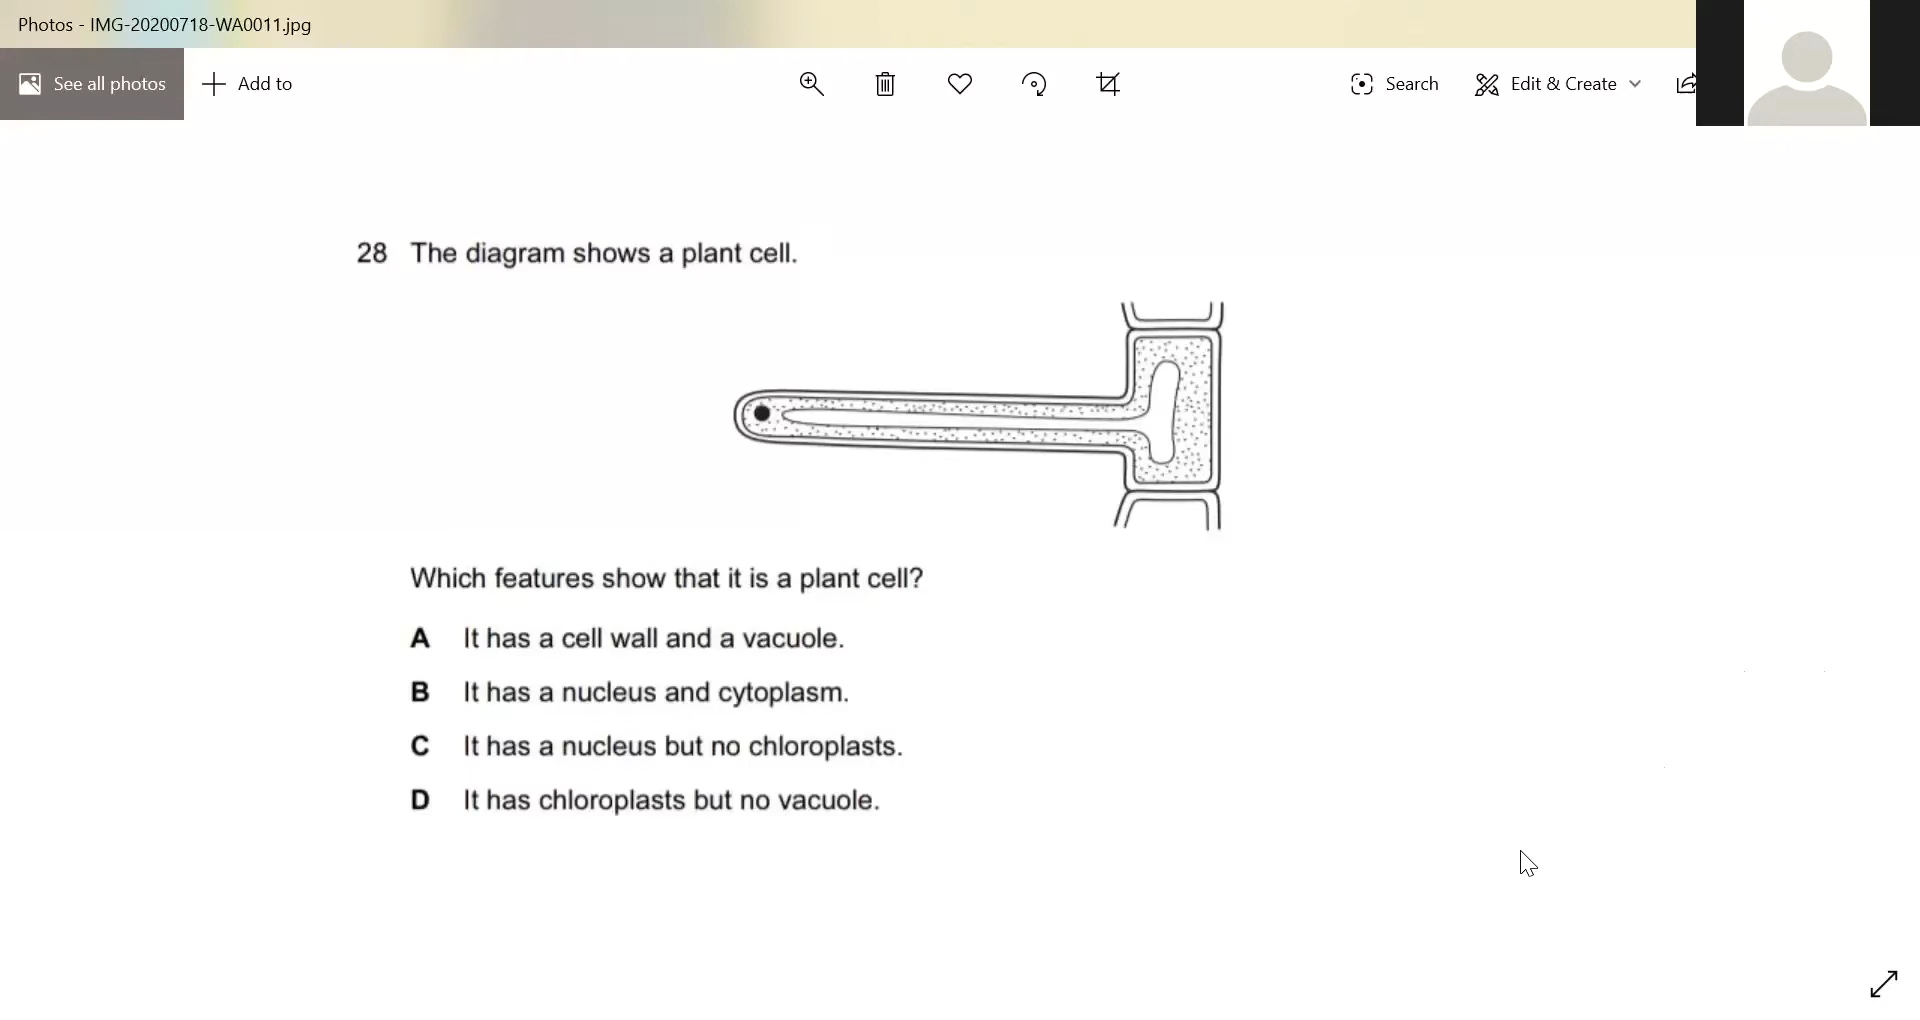 Photos - IMG-20200718-WA0011.jpg
See all photos
Add to
Search
Edit & Create
28 The diagram shows a plant cell.
Which features show that it is a plant cell?
A It has a cell wall and a vacuole.
B It has a nucleus and cytoplasm.
C It has a nucleus but no chloroplasts.
D It has chloroplasts but no vacuole.